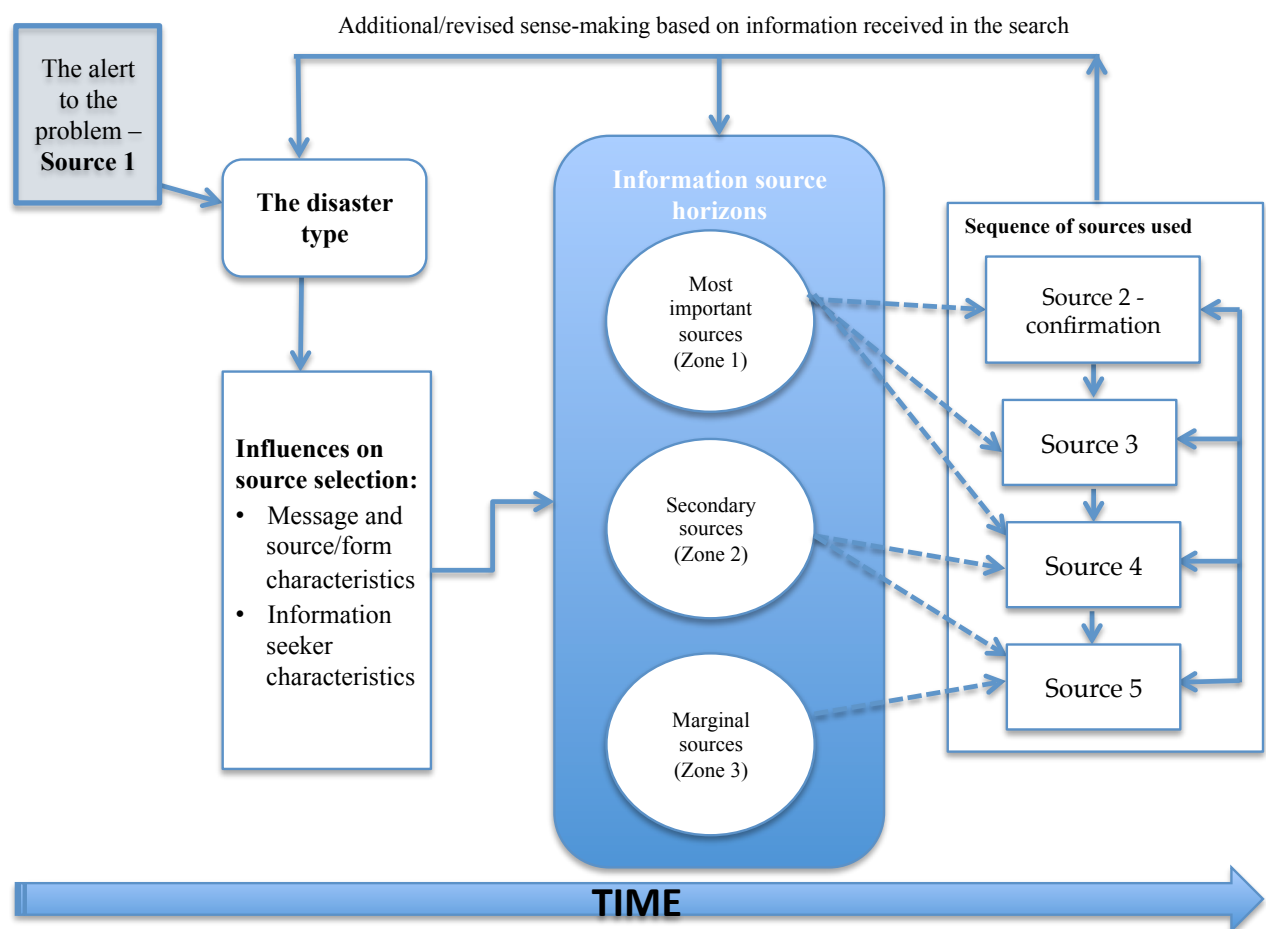 Additional/revised sense-making based on information received in the search
The alert
to the
problem –
Source 1
The disaster
type
Influences on
source selection:
• Message and
source/form
characteristics
• Information
seeker
characteristics
Information source
horizons
Most
important
sources
(Zone 1)
Secondary
sources
(Zone 2)
Marginal
sources
(Zone 3)
Sequence of sources used
Source 2 -
confirmation
Source 3
Source 4
Source 5
TIME